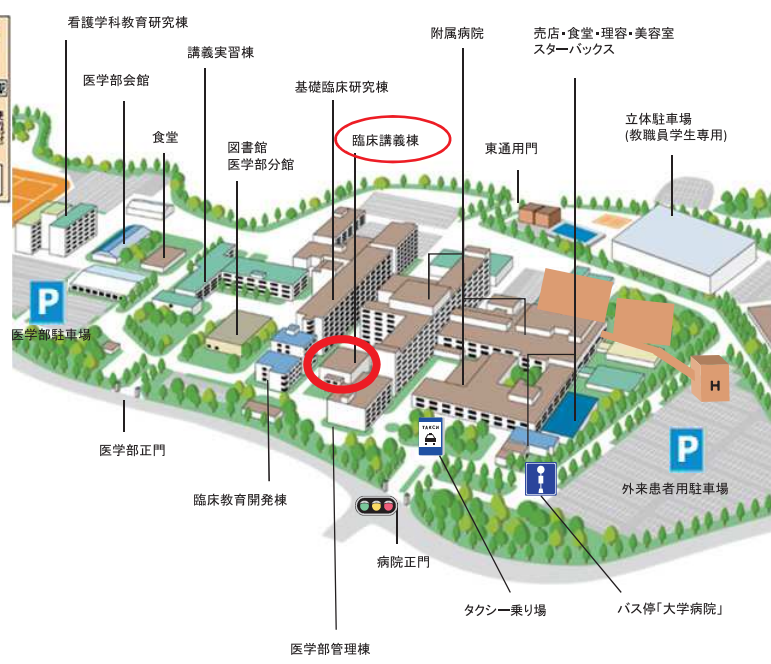 看護学科教育研究棟
附属病院
売店・食堂・理容・美容室
スターバックス
講義実習棟
医学部会館
基礎臨床研究棟
立体駐車場
(教職員学生専用)
食堂
臨床講義棟
図書館
医学部分館
東通用門
P
医学部駐車場
H
TAXI
P
医学部正門
外来患者用駐車場
臨床教育開発棟
病院正門
タクシー乗り場
バス停「大学病院」
医学部管理棟